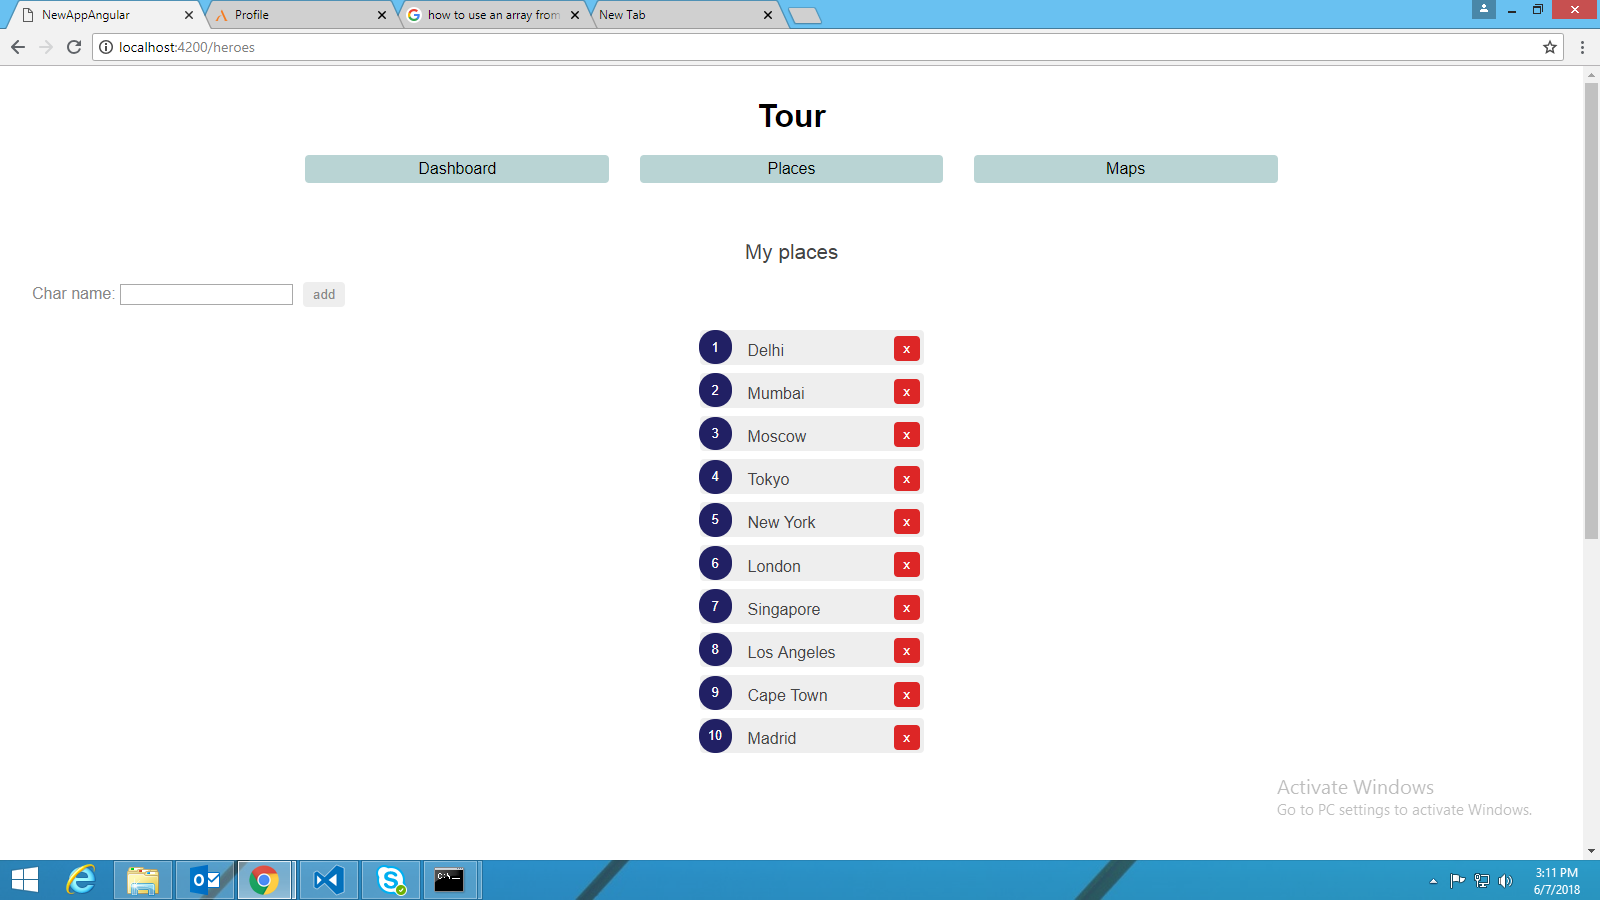 NewAppAngular
Profile
how to use an array from
New Tab
localhost:4200/heroes
Tour
Dashboard
Places
Maps
My places
Char name:
add
1 Delhi x
2 Mumbai x
3 Moscow x
4 Tokyo x
5 New York x
6 London x
7 Singapore x
8 Los Angeles x
9 Cape Town x
10 Madrid x
Activate Windows
Go to PC settings to activate Windows.
3:11 PM
6/7/2018